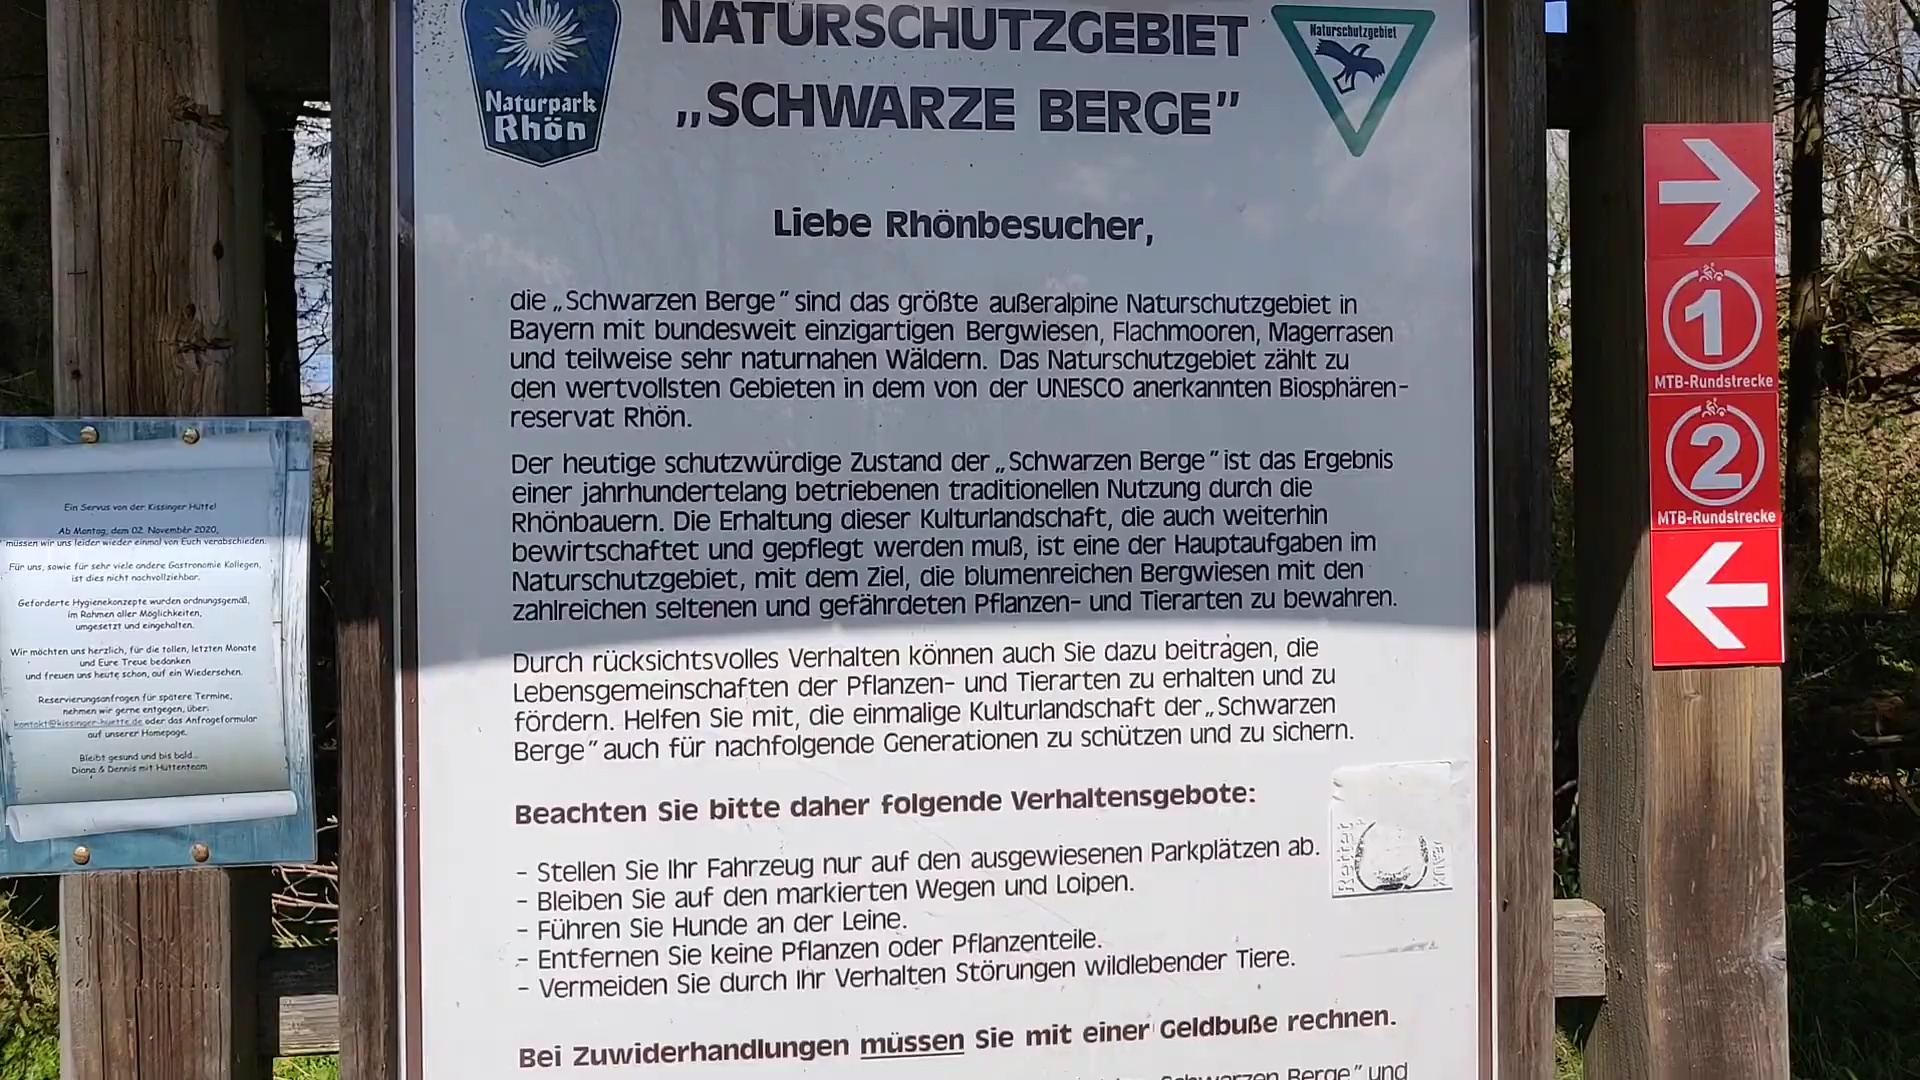 Naturpark
Rhön
NATURSCHUTZGEBIET
„SCHWARZE BERGE”
Naturschutzgebiet
Liebe Rhönbesucher,
die „Schwarzen Berge” sind das größte außeralpine Naturschutzgebiet in
Bayern mit bundesweit einzigartigen Bergwiesen, Flachmooren, Magerrasen
und teilweise sehr naturnahen Wäldern. Das Naturschutzgebiet zählt zu
den wertvollsten Gebieten in dem von der UNESCO anerkannten Biosphären-
reservat Rhön.
Der heutige schutzwürdige Zustand der „Schwarzen Berge” ist das Ergebnis
einer jahrhundertelang betriebenen traditionellen Nutzung durch die
Rhönbauern. Die Erhaltung dieser Kulturlandschaft, die auch weiterhin
bewirtschaftet und gepflegt werden muß, ist eine der Hauptaufgaben im
Naturschutzgebiet, mit dem Ziel, die blumenreichen Bergwiesen mit den
zahlreichen seltenen und gefährdeten Pflanzen- und Tierarten zu bewahren.
Durch rücksichtsvolles Verhalten können auch Sie dazu beitragen, die
Lebensgemeinschaften der Pflanzen- und Tierarten zu erhalten und zu
fördern. Helfen Sie mit, die einmalige Kulturlandschaft der „Schwarzen
Berge” auch für nachfolgende Generationen zu schützen und zu sichern.
Beachten Sie bitte daher folgende Verhaltensgebote:
- Stellen Sie Ihr Fahrzeug nur auf den ausgewiesenen Parkplätzen ab.
- Bleiben Sie auf den markierten Wegen und Loipen.
- Führen Sie Hunde an der Leine.
- Entfernen Sie keine Pflanzen oder Pflanzenteile.
- Vermeiden Sie durch Ihr Verhalten Störungen wildlebender Tiere.
Bei Zuwiderhandlungen müssen Sie mit einer Geldbuße rechnen.
Schwarzen Berge” und
Ein Servus von der Kissinger Hütte!
Ab Montag, dem 02. November 2020,
müssen wir uns leider wieder einmal von Euch verabschieden.
Für uns, sowie für sehr viele andere Gastronomie Kollegen,
ist dies nicht nachvollziehbar.
Geforderte Hygienekonzepte wurden ordnungsgemäß,
im Rahmen aller Möglichkeiten,
umgesetzt und eingehalten.
Wir möchten uns herzlich, für die tollen, letzten Monate
und Eure Treue bedanken
und freuen uns heute schon, auf ein Wiedersehen.
Reservierungsanfragen für spätere Termine,
nehmen wir gerne entgegen, über:
kontakt@kissinger-huette.de oder das Anfrageformular
auf unserer Homepage.
Bleibt gesund und bis bald...
Diana & Dennis mit Hüttenteam
1
MTB-Rundstrecke
2
MTB-Rundstrecke